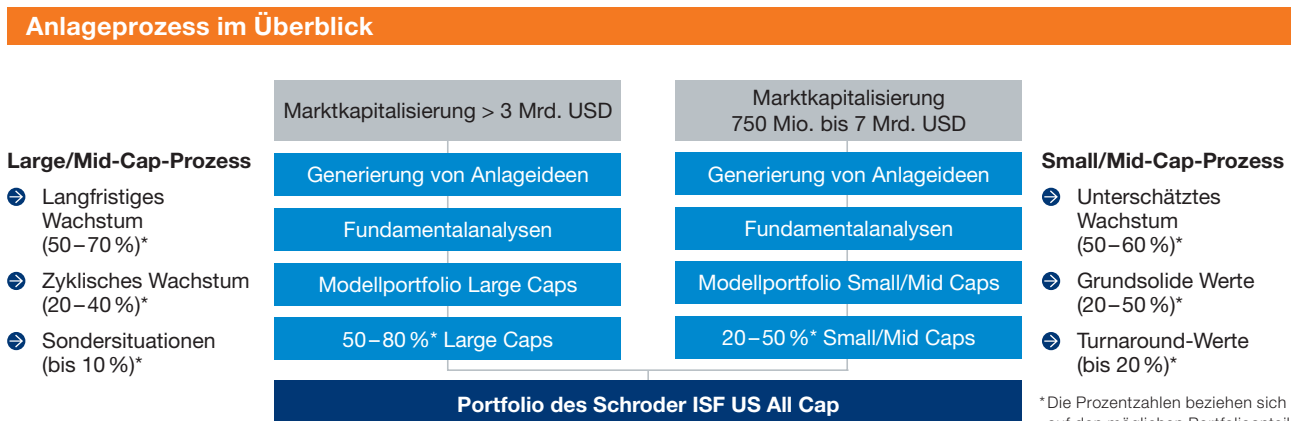 Anlageprozess im Überblick
Large/Mid-Cap-Prozess
Langfristiges
Wachstum
(50–70 %)*
Zyklisches Wachstum
(20–40 %)*
Sondersituationen
(bis 10 %)*
Marktkapitalisierung > 3 Mrd. USD
Generierung von Anlageideen
Fundamentalanalysen
Modellportfolio Large Caps
50–80 %* Large Caps
Marktkapitalisierung
750 Mio. bis 7 Mrd. USD
Generierung von Anlageideen
Fundamentalanalysen
Modellportfolio Small/Mid Caps
20–50 %* Small/Mid Caps
Portfolio des Schroder ISF US All Cap
Small/Mid-Cap-Prozess
Unterschätztes
Wachstum
(50–60 %)*
Grundsolide Werte
(20–50 %)*
Turnaround-Werte
(bis 20 %)*
*Die Prozentzahlen beziehen sich
auf den möglichen Portfolioanteil